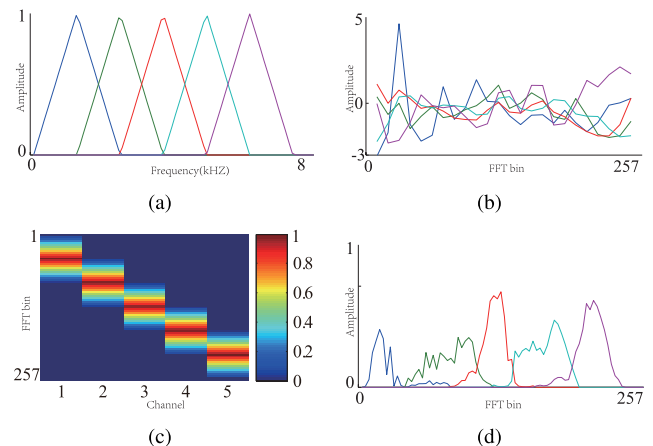 1
Amplitude
0
0
Frequency(kHZ)
8
(a)
5
Amplitude
0
-3
FFT bin
257
(b)
1
FFT bin
257
1 2 3 4 5
Channel
1
0.8
0.6
0.4
0.2
0
(c)
1
Amplitude
0
0
FFT bin
257
(d)